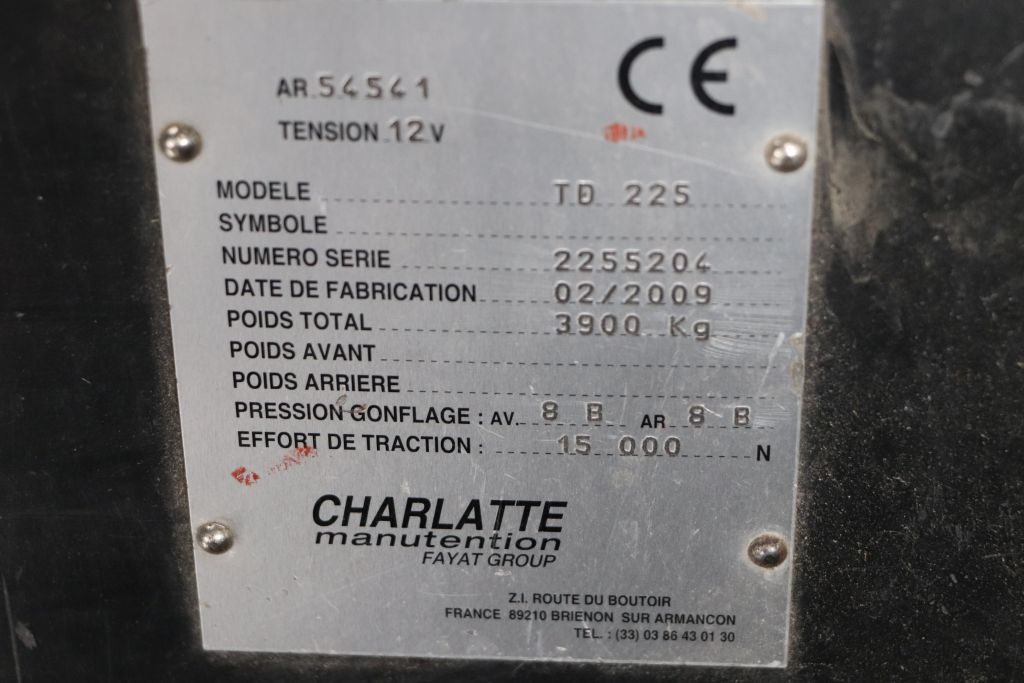 CE
AR 54541
TENSION 12 V
MODELE TD 225
SYMBOLE
NUMERO SERIE 2255204
DATE DE FABRICATION 02/2009
POIDS TOTAL 3900 Kg
POIDS AVANT
POIDS ARRIERE
PRESSION GONFLAGE : AV. 8 B AR 8 B
EFFORT DE TRACTION : 15 000 N
CHARLATTE
manutention
FAYAT GROUP
Z.I. ROUTE DU BOUTOIR
FRANCE 89210 BRIENON SUR ARMANCON
TEL. : (33) 03 86 43 01 30